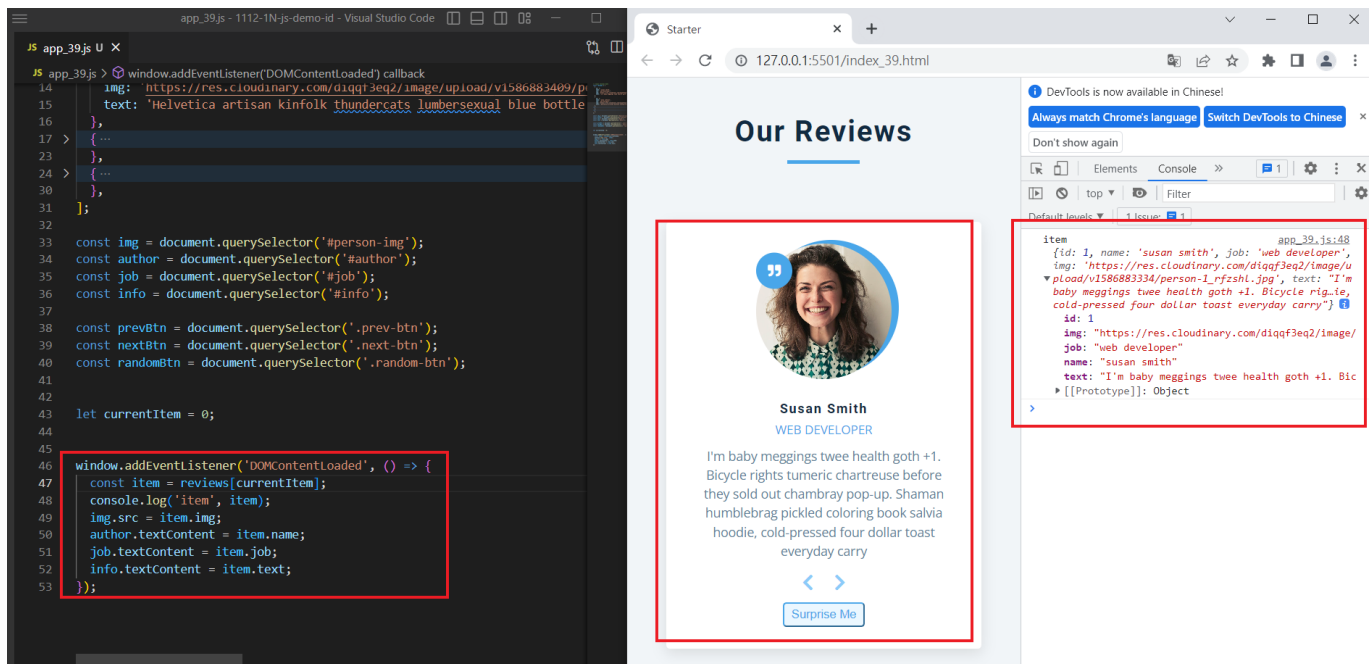 app_39.js - 1112-1N-js-demo-id - Visual Studio Code
JS app_39.js U ×
JS app_39.js > window.addEventListener('DOMContentLoaded') callback
14 img: 'https://res.cloudinary.com/diqqf3eq2/image/upload/v1586883409/p
15 text: 'Helvetica artisan kinfolk thundercats lumbersexual blue bottle
16 },
17 > { ...
23 },
24 > { ...
30 },
31 ];
32
33 const img = document.querySelector('#person-img');
34 const author = document.querySelector('#author');
35 const job = document.querySelector('#job');
36 const info = document.querySelector('#info');
37
38 const prevBtn = document.querySelector('.prev-btn');
39 const nextBtn = document.querySelector('.next-btn');
40 const randomBtn = document.querySelector('.random-btn');
41
42
43 let currentItem = 0;
44
45
46 window.addEventListener('DOMContentLoaded', () => {
47 const item = reviews[currentItem];
48 console.log('item', item);
49 img.src = item.img;
50 author.textContent = item.name;
51 job.textContent = item.job;
52 info.textContent = item.text;
53 });
Starter
127.0.0.1:5501/index_39.html
Our Reviews
Susan Smith
WEB DEVELOPER
I'm baby meggings twee health goth +1.
Bicycle rights tumeric chartreuse before
they sold out chambray pop-up. Shaman
humblebrag pickled coloring book salvia
hoodie, cold-pressed four dollar toast
everyday carry
Surprise Me
DevTools is now available in Chinese!
Always match Chrome's language Switch DevTools to Chinese
Don't show again
Elements Console » 1
top ▼ Filter
Default levels ▼ 1 Issue: 1
item app_39.js:48
{id: 1, name: 'susan smith', job: 'web developer',
img: 'https://res.cloudinary.com/diqqf3eq2/image/u
pload/v1586883334/person-1_rfzshl.jpg', text: "I'm
baby meggings twee health goth +1. Bicycle rig…ie,
cold-pressed four dollar toast everyday carry"}
id: 1
img: "https://res.cloudinary.com/diqqf3eq2/image/
job: "web developer"
name: "susan smith"
text: "I'm baby meggings twee health goth +1. Bic
[[Prototype]]: Object